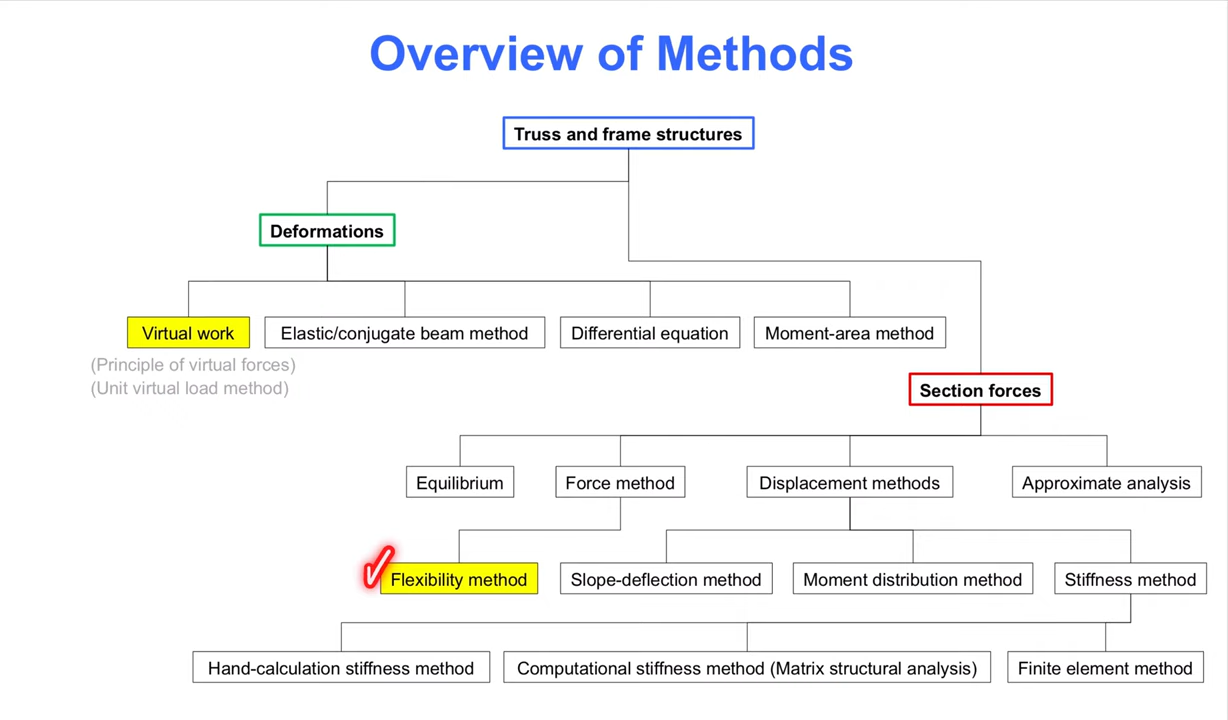 Overview of Methods
Truss and frame structures
Deformations
Virtual work
Elastic/conjugate beam method
Differential equation
Moment-area method
(Principle of virtual forces)
(Unit virtual load method)
Section forces
Equilibrium
Force method
Displacement methods
Approximate analysis
Flexibility method
Slope-deflection method
Moment distribution method
Stiffness method
Hand-calculation stiffness method
Computational stiffness method (Matrix structural analysis)
Finite element method